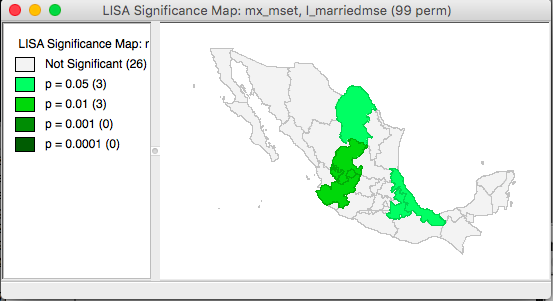 LISA Significance Map: mx_mset, I_marriedmse (99 perm)
LISA Significance Map: r
Not Significant (26)
p = 0.05 (3)
p = 0.01 (3)
p = 0.001 (0)
p = 0.0001 (0)